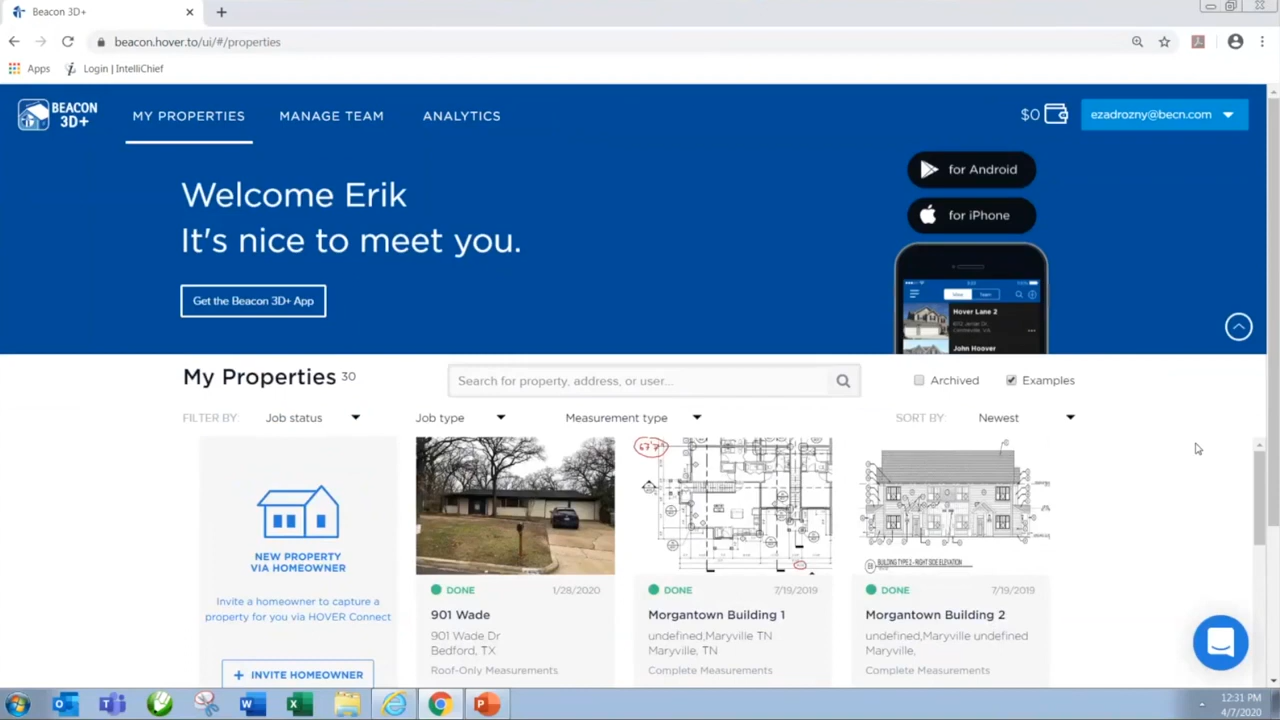 Beacon 3D+
beacon.hover.to/ui/#/properties
Apps
Login | IntelliChief
BEACON
3D+
MY PROPERTIES
MANAGE TEAM
ANALYTICS
$0
ezadrozny@becn.com
Welcome Erik
It's nice to meet you.
Get the Beacon 3D+ App
for Android
for iPhone
Hover Lane 2
John Hoover
My Properties 30
Search for property, address, or user...
Archived
Examples
FILTER BY:
Job status
Job type
Measurement type
SORT BY:
Newest
NEW PROPERTY
VIA HOMEOWNER
Invite a homeowner to capture a
property for you via HOVER Connect
+ INVITE HOMEOWNER
DONE
1/28/2020
901 Wade
901 Wade Dr
Bedford, TX
Roof-Only Measurements
DONE
7/19/2019
Morgantown Building 1
undefined,Maryville TN
Maryville, TN
Complete Measurements
BUILDING TYPE 2 - RIGHT SIDE ELEVATION
DONE
7/19/2019
Morgantown Building 2
undefined,Maryville undefined
Maryville,
Complete Measurements
12:31 PM
4/7/2020